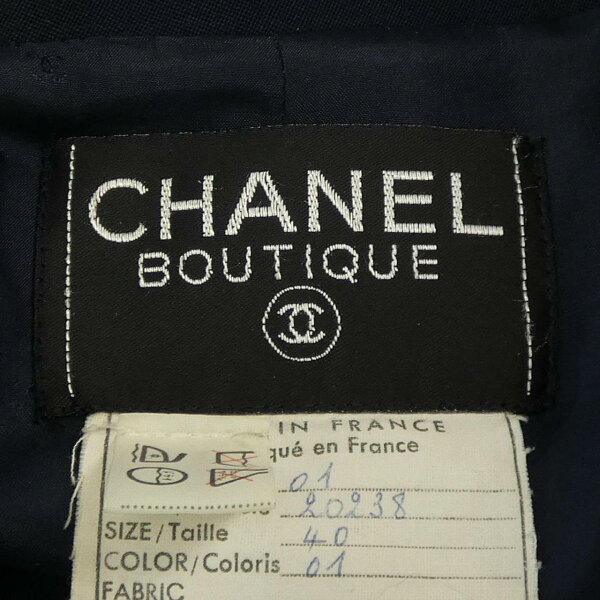 CHANEL
BOUTIQUE
IN FRANCE
qué en France
01
20238
SIZE/Taille 40
COLOR/Coloris 01
FABRIC